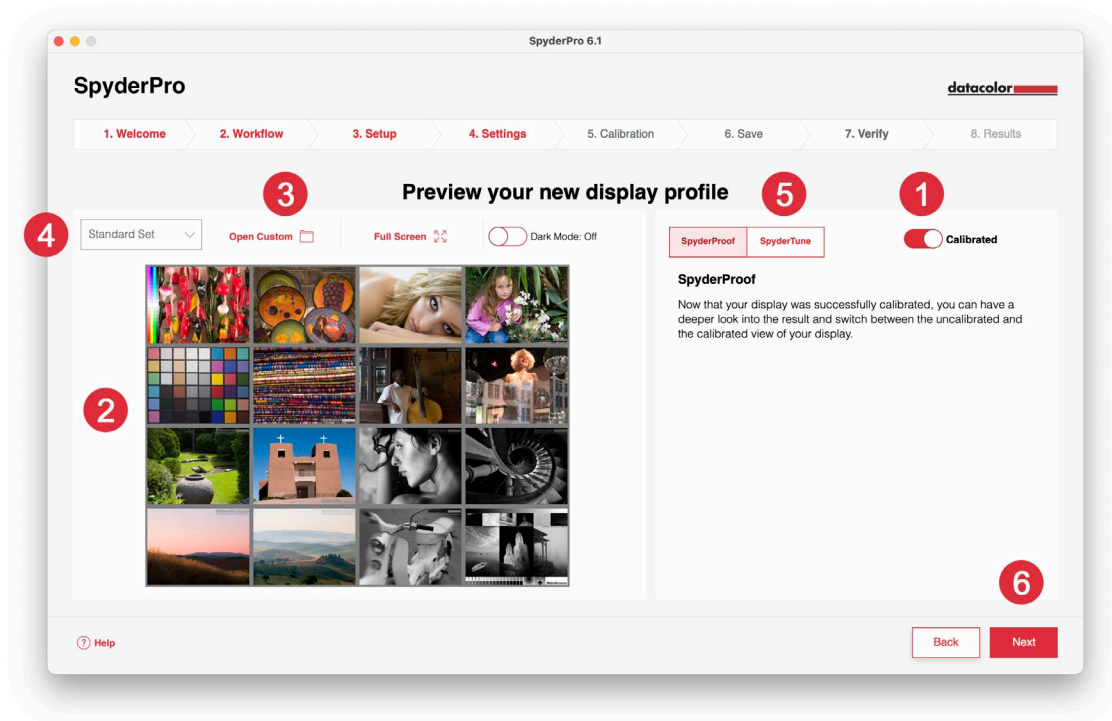 SpyderPro 6.1
SpyderPro
datacolor
1. Welcome
2. Workflow
3. Setup
4. Settings
5. Calibration
6. Save
7. Verify
8. Results
Preview your new display profile
3
5
1
4
Standard Set
Open Custom
Full Screen
Dark Mode: Off
SpyderProof
SpyderTune
Calibrated
SpyderProof
Now that your display was successfully calibrated, you can have a
deeper look into the result and switch between the uncalibrated and
the calibrated view of your display.
2
6
? Help
Back
Next